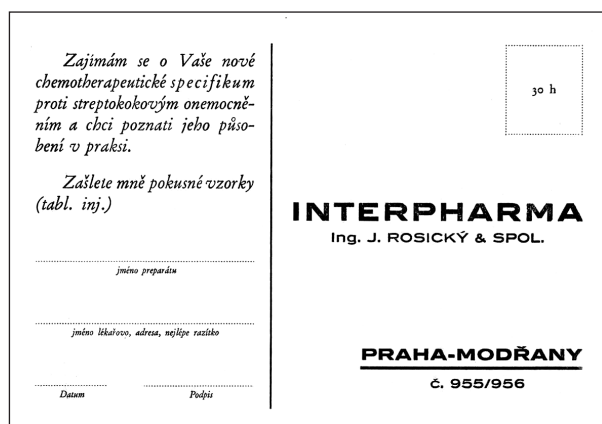 Zajímám se o Vaše nové
chemotherapeutické specifikum
proti streptokokovým onemocně-
ním a chci poznati jeho půso-
bení v praksi.
Zašlete mně pokusné vzorky
(tabl. inj.)
jméno preparátu
jméno lékařovo, adresa, nejlépe razítko
Datum Podpis
30 h
INTERPHARMA
Ing. J. ROSICKÝ & SPOL.
PRAHA-MODŘANY
č. 955/956